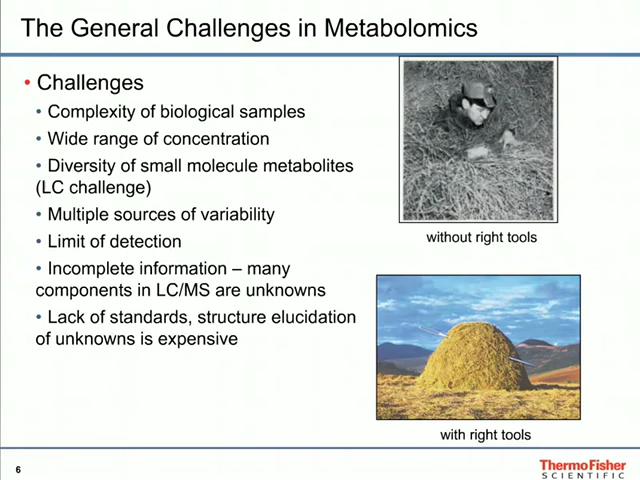 The General Challenges in Metabolomics
• Challenges
• Complexity of biological samples
• Wide range of concentration
• Diversity of small molecule metabolites
(LC challenge)
• Multiple sources of variability
• Limit of detection
• Incomplete information – many
components in LC/MS are unknowns
• Lack of standards, structure elucidation
of unknowns is expensive
without right tools
with right tools
6
ThermoFisher
SCIENTIFIC